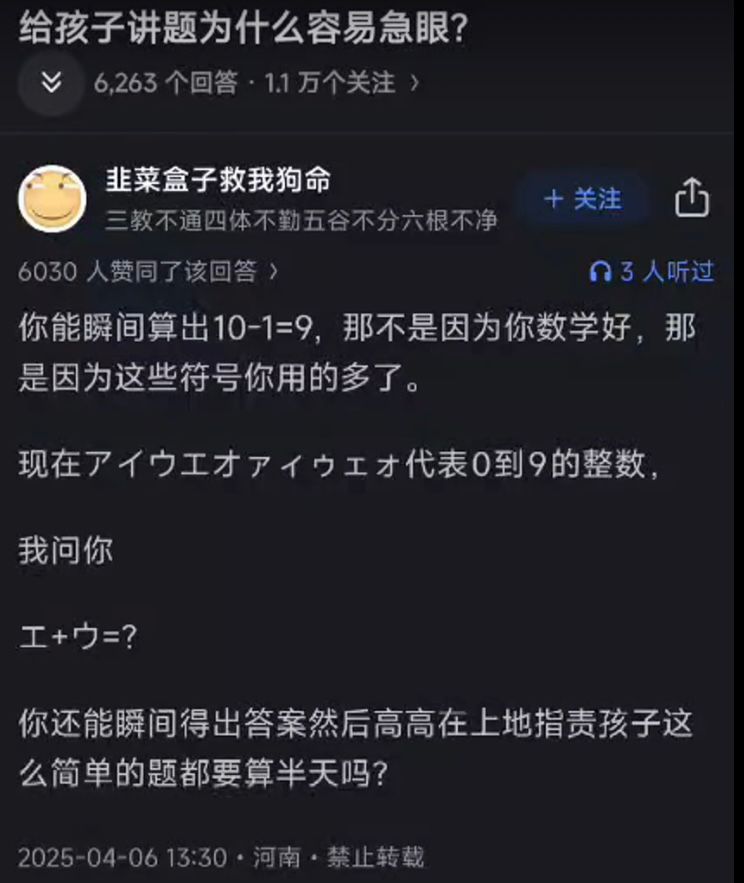 给孩子讲题为什么容易急眼?
6,263 个回答 · 1.1 万个关注 >
韭菜盒子救我狗命
+ 关注
三教不通四体不勤五谷不分六根不净
6030 人赞同了该回答 >
3 人听过
你能瞬间算出10-1=9，那不是因为你数学好，那
是因为这些符号你用的多了。
现在アイウエオァィゥェォ代表0到9的整数，
我问你
エ+ウ=?
你还能瞬间得出答案然后高高在上地指责孩子这
么简单的题都要算半天吗?
2025-04-06 13:30 · 河南 · 禁止转载